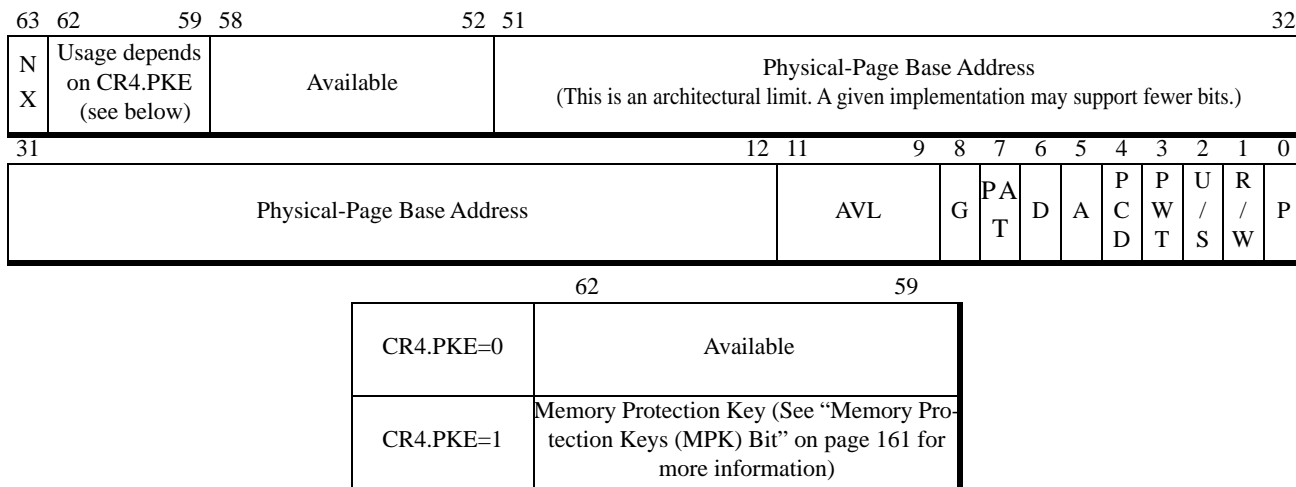 63 62 59 58 52 51 32
N
X
Usage depends
on CR4.PKE
(see below)
Available
Physical-Page Base Address
(This is an architectural limit. A given implementation may support fewer bits.)
31 12 11 9 8 7 6 5 4 3 2 1 0
Physical-Page Base Address
AVL
G
PA
T
D
A
P
C
D
P
W
T
U
/
S
R
/
W
P
62 59
CR4.PKE=0
Available
CR4.PKE=1
Memory Protection Key (See “Memory Pro-
tection Keys (MPK) Bit” on page 161 for
more information)